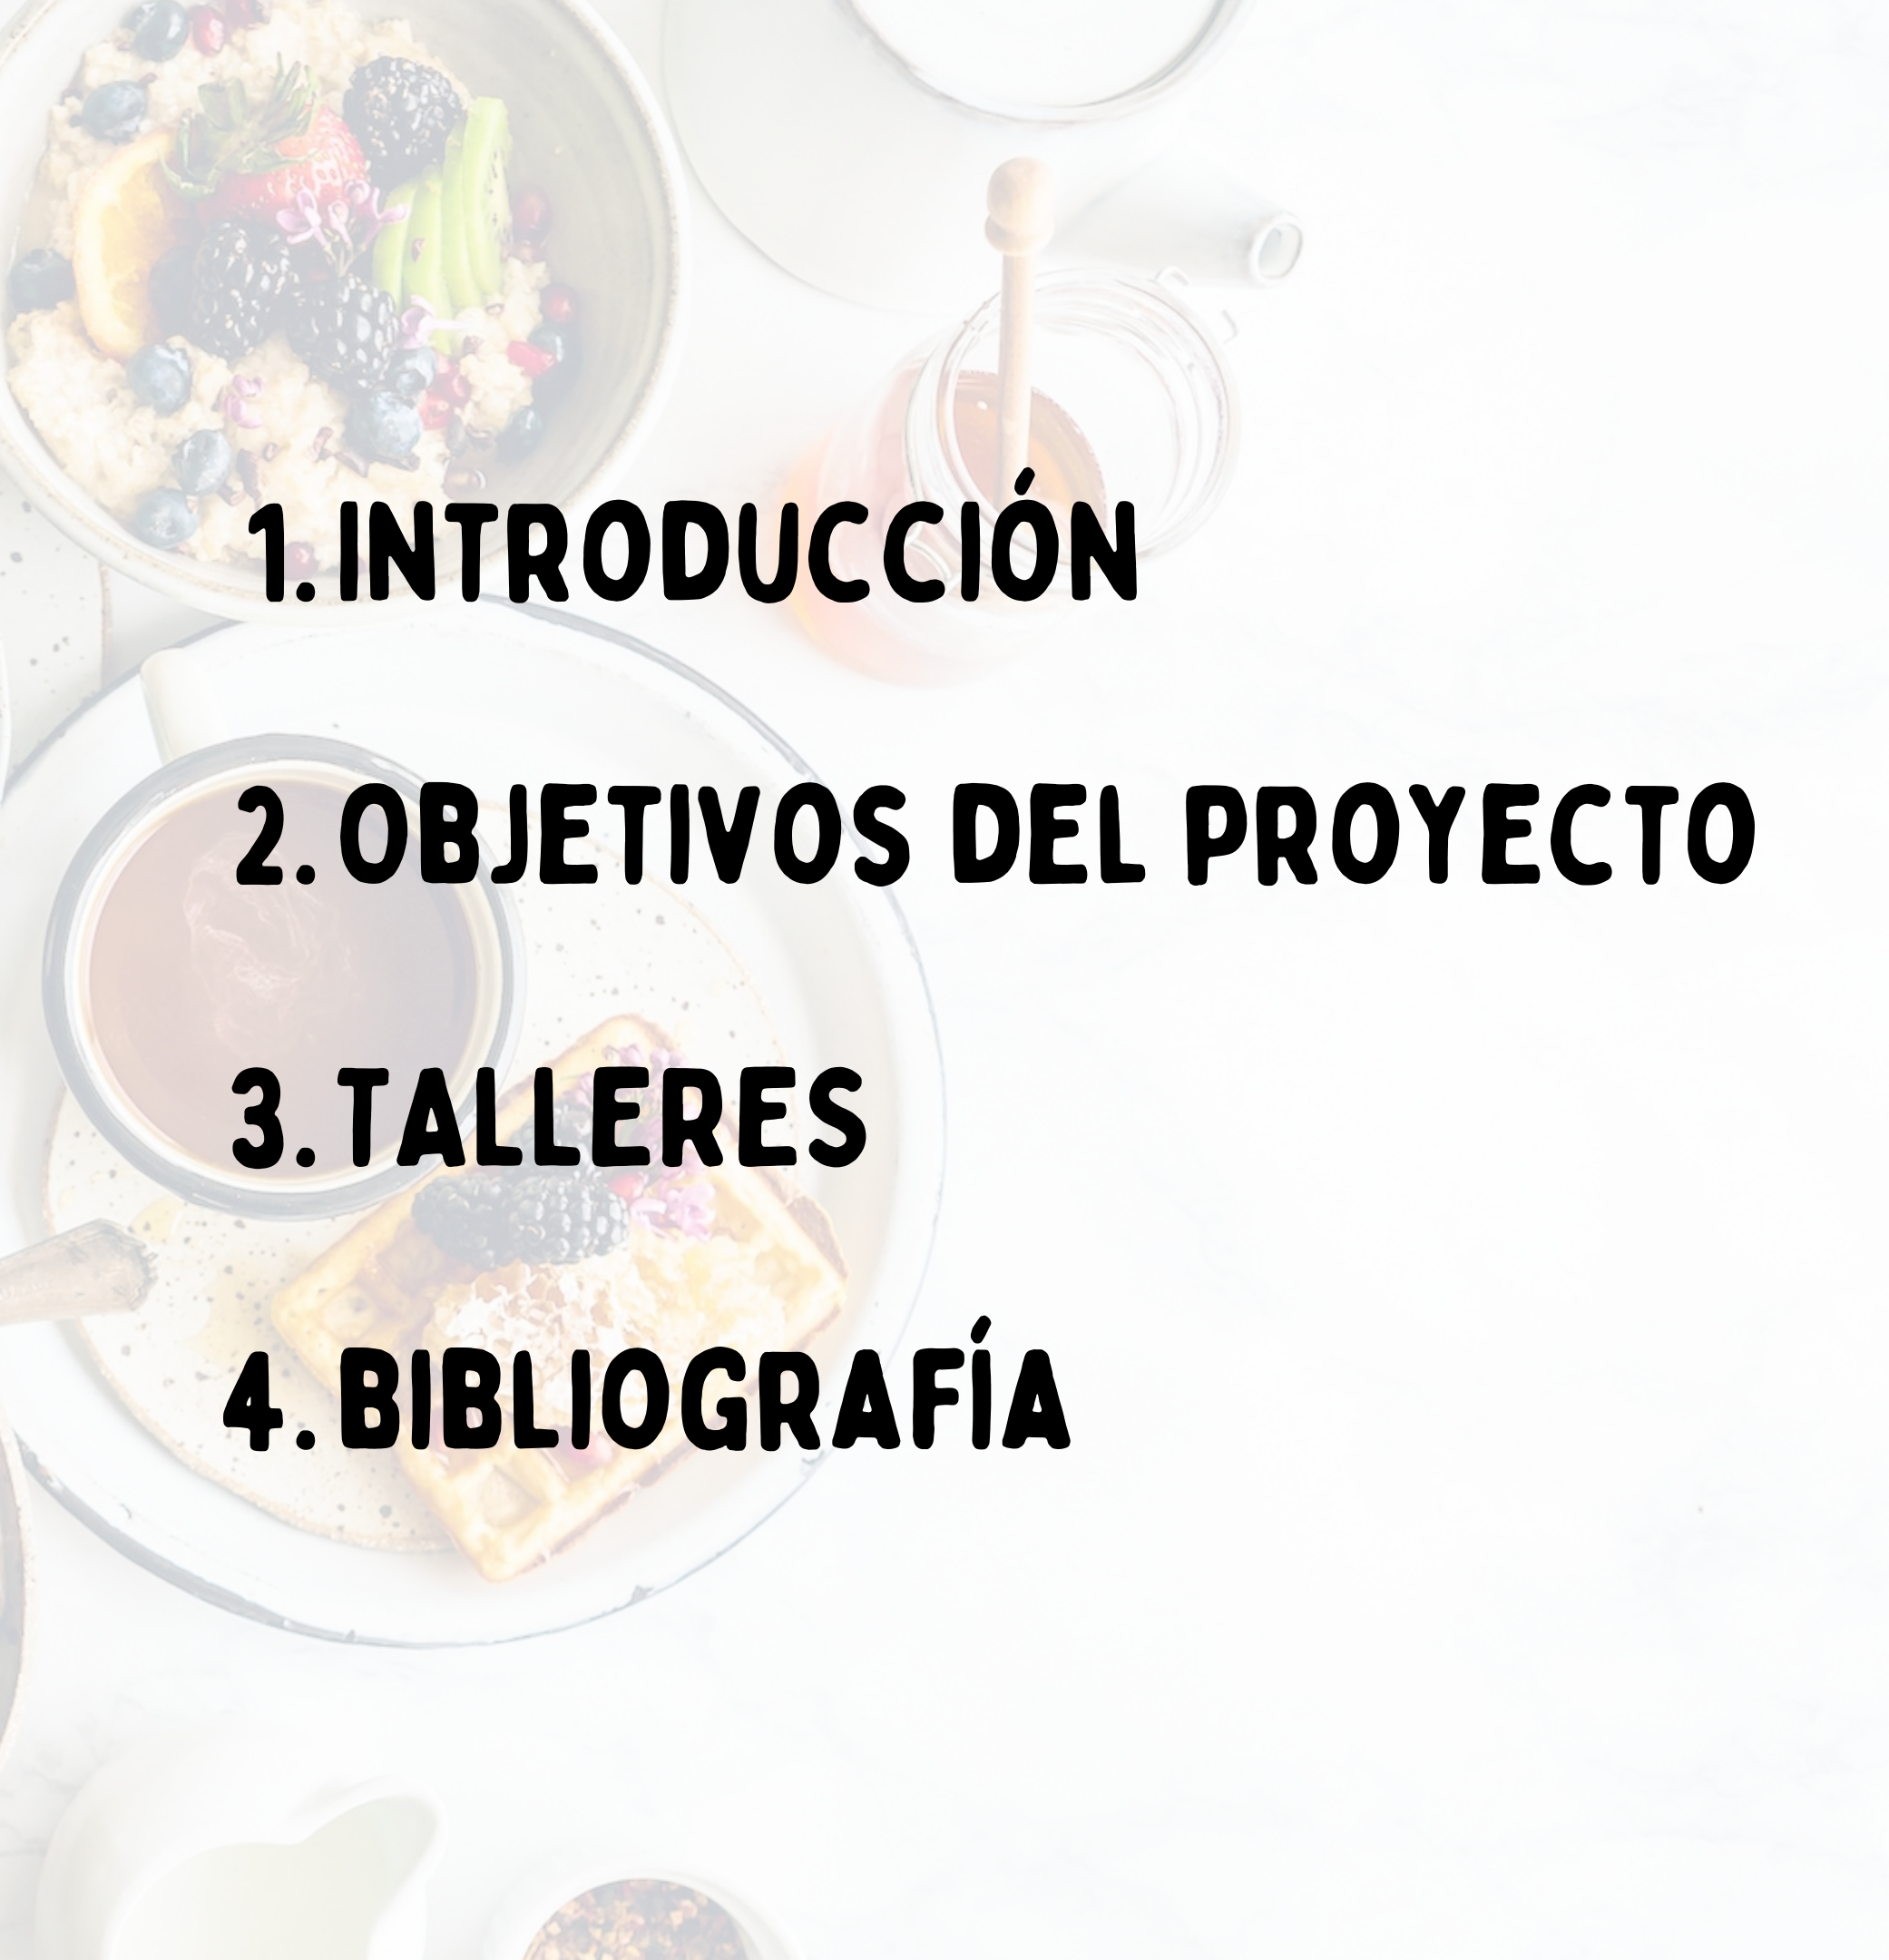 1. INTRODUCCIÓN
2. OBJETIVOS DEL PROYECTO
3. TALLERES
4. BIBLIOGRAFÍA